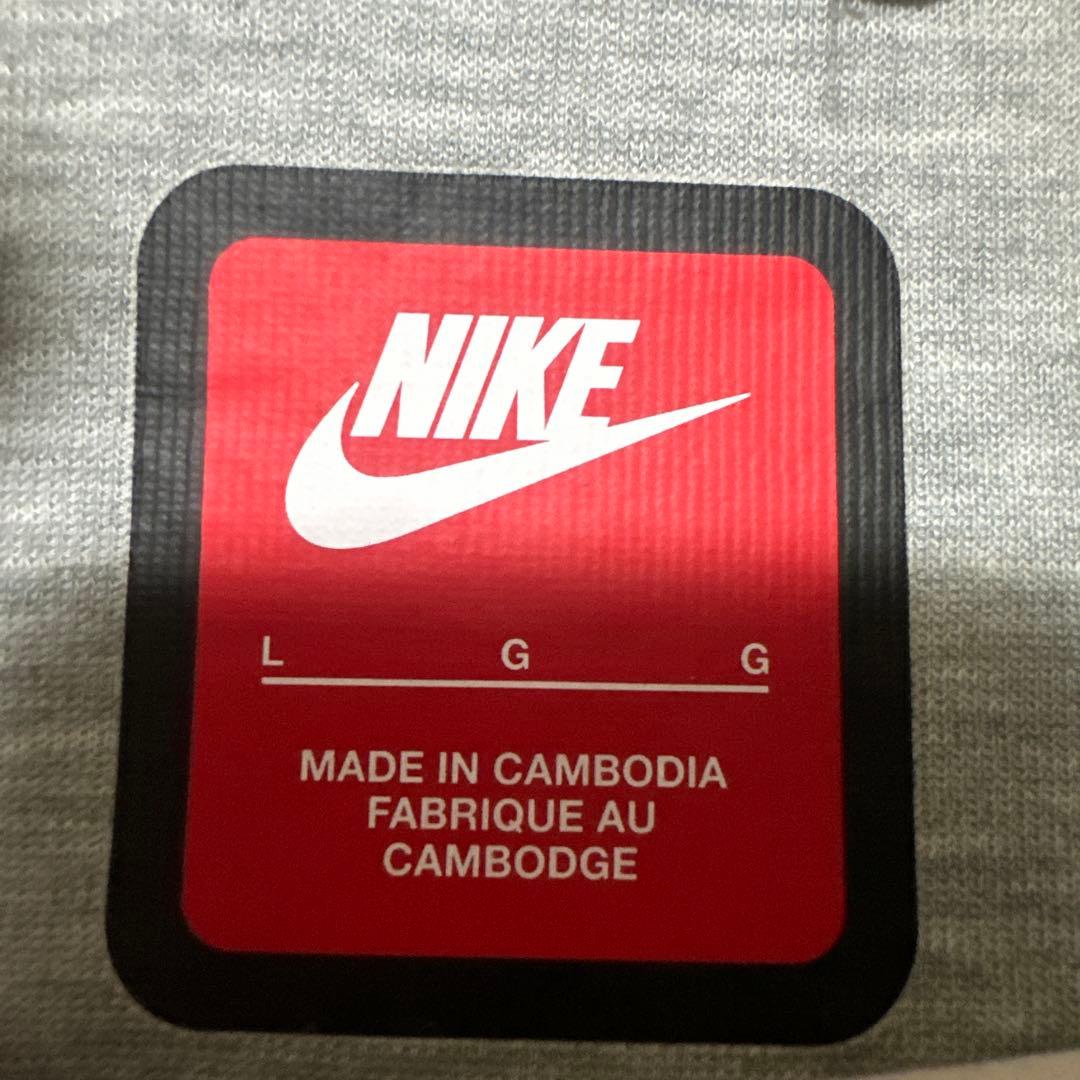 NIKE
L G G
MADE IN CAMBODIA
FABRIQUE AU
CAMBODGE